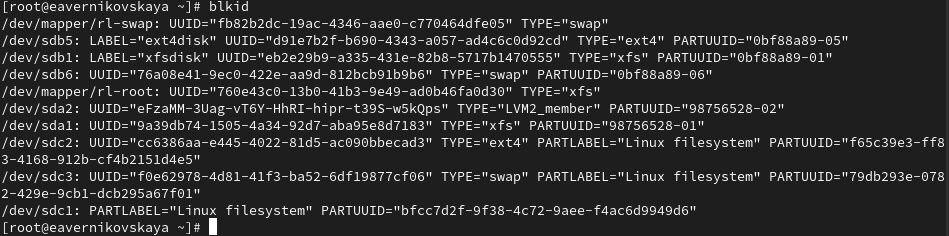 [root@eavernikovskaya ~]# blkid
/dev/mapper/rl-swap: UUID="fb82b2dc-19ac-4346-aae0-c770464dfe05" TYPE="swap"
/dev/sdb5: LABEL="ext4disk" UUID="d91e7b2f-b690-4343-a057-ad4c6c0d92cd" TYPE="ext4" PARTUUID="0bf88a89-05"
/dev/sdb1: LABEL="xfsdisk" UUID="eb2e29b9-a335-431e-82b8-5717b1470555" TYPE="xfs" PARTUUID="0bf88a89-01"
/dev/sdb6: UUID="76a08e41-9ec0-422e-aa9d-812bcb91b9b6" TYPE="swap" PARTUUID="0bf88a89-06"
/dev/mapper/rl-root: UUID="760e43c0-13b0-41b3-9e49-ad0b46fa0d30" TYPE="xfs"
/dev/sda2: UUID="eFzaMM-3Uag-vT6Y-HhRI-hipr-t39S-w5kQps" TYPE="LVM2_member" PARTUUID="98756528-02"
/dev/sda1: UUID="9a39db74-1505-4a34-92d7-aba95e8d7183" TYPE="xfs" PARTUUID="98756528-01"
/dev/sdc2: UUID="cc6386aa-e445-4022-81d5-ac090bbecad3" TYPE="ext4" PARTLABEL="Linux filesystem" PARTUUID="f65c39e3-ff8
3-4168-912b-cf4b2151d4e5"
/dev/sdc3: UUID="f0e62978-4d81-41f3-ba52-6df19877cf06" TYPE="swap" PARTLABEL="Linux filesystem" PARTUUID="79db293e-078
2-429e-9cb1-dcb295a67f01"
/dev/sdc1: PARTLABEL="Linux filesystem" PARTUUID="bfcc7d2f-9f38-4c72-9aee-f4ac6d9949d6"
[root@eavernikovskaya ~]#